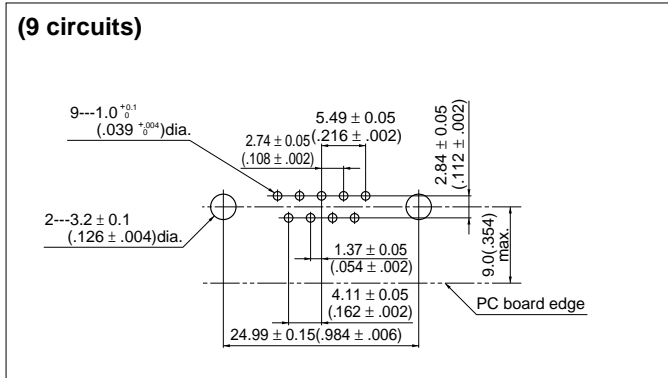 (9 circuits)
9---1.0 +0.1 0
(.039 +.004 0)dia.
5.49 ± 0.05
(.216 ± .002)
2.74 ± 0.05
(.108 ± .002)
2.84 ± 0.05
(.112 ± .002)
2---3.2 ± 0.1
(.126 ± .004)dia.
9.0(.354)
max.
1.37 ± 0.05
(.054 ± .002)
4.11 ± 0.05
(.162 ± .002)
PC board edge
24.99 ± 0.15(.984 ± .006)